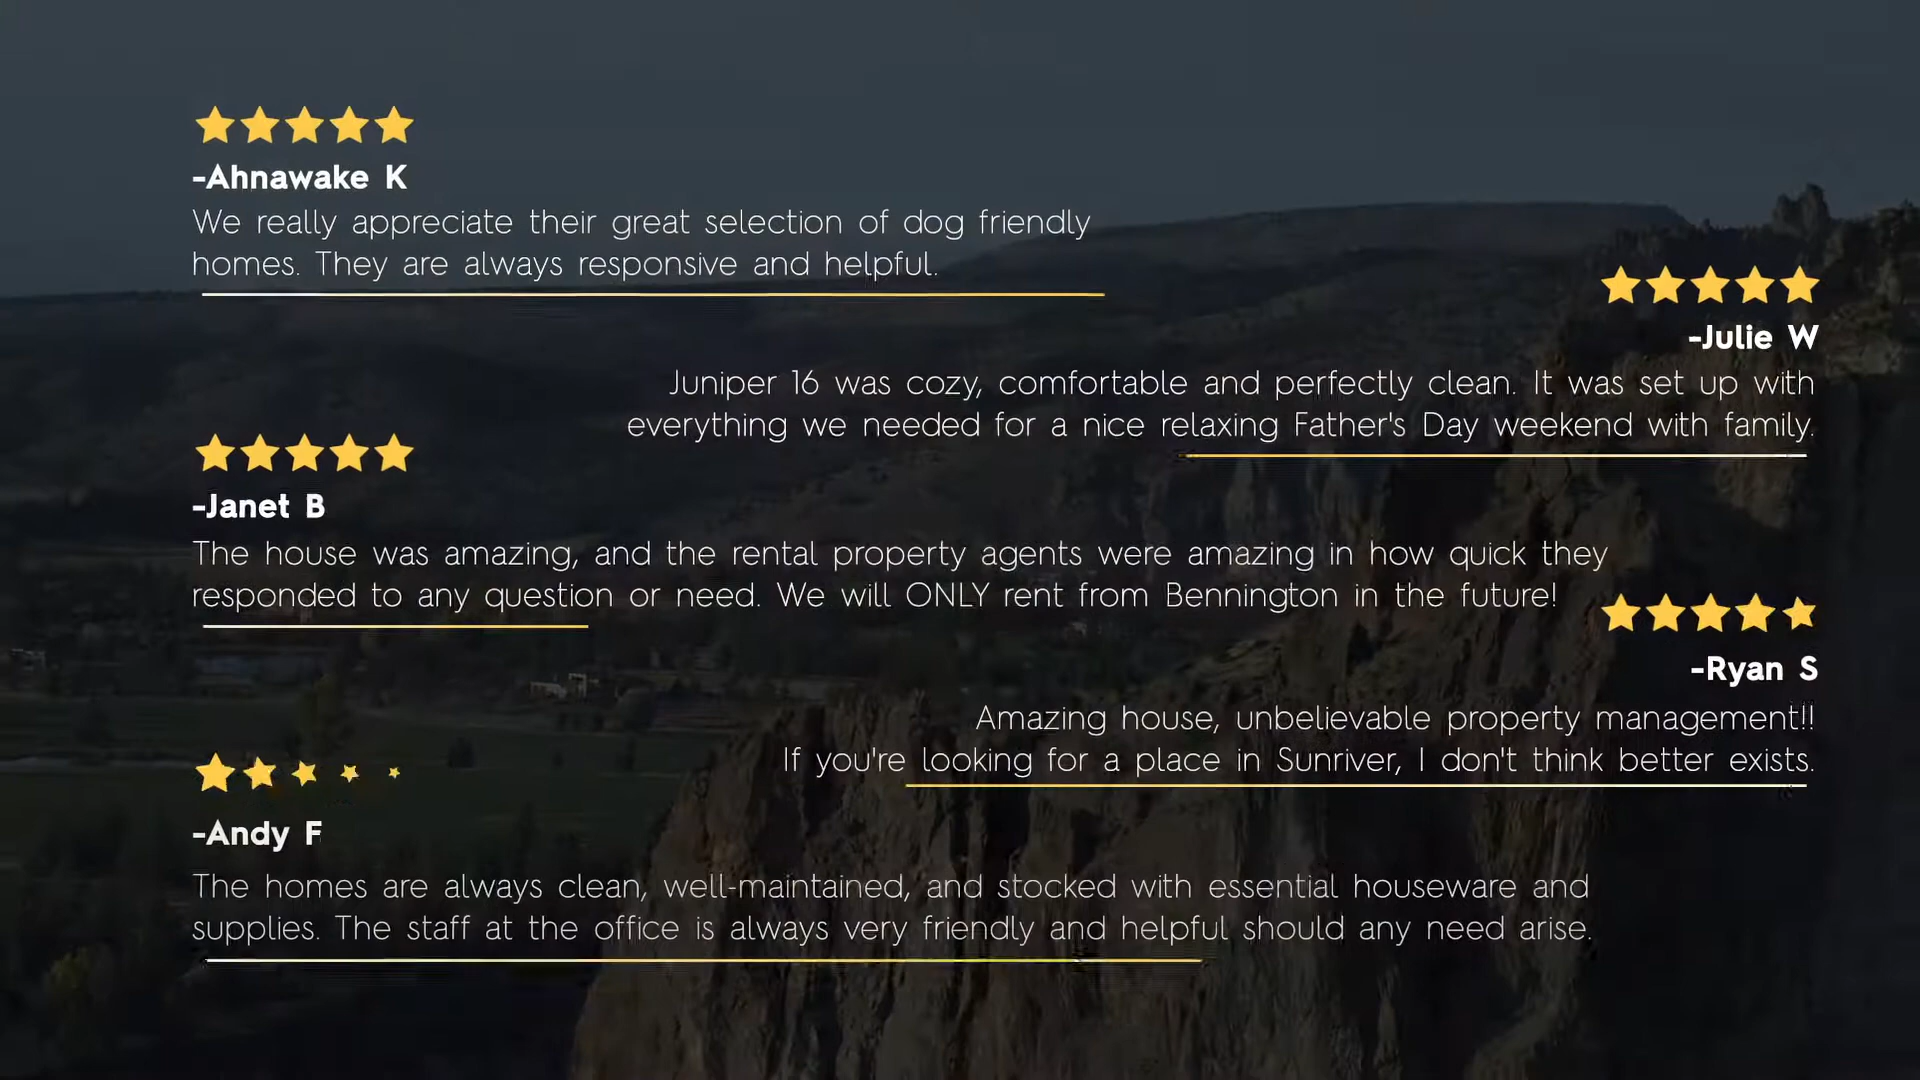 -Ahnawake K
We really appreciate their great selection of dog friendly
homes. They are always responsive and helpful.
-Julie W
Juniper 16 was cozy, comfortable and perfectly clean. It was set up with
everything we needed for a nice relaxing Father's Day weekend with family.
-Janet B
The house was amazing, and the rental property agents were amazing in how quick they
responded to any question or need. We will ONLY rent from Bennington in the future!
-Ryan S
Amazing house, unbelievable property management!!
If you're looking for a place in Sunriver, I don't think better exists.
-Andy F
The homes are always clean, well-maintained, and stocked with essential houseware and
supplies. The staff at the office is always very friendly and helpful should any need arise.